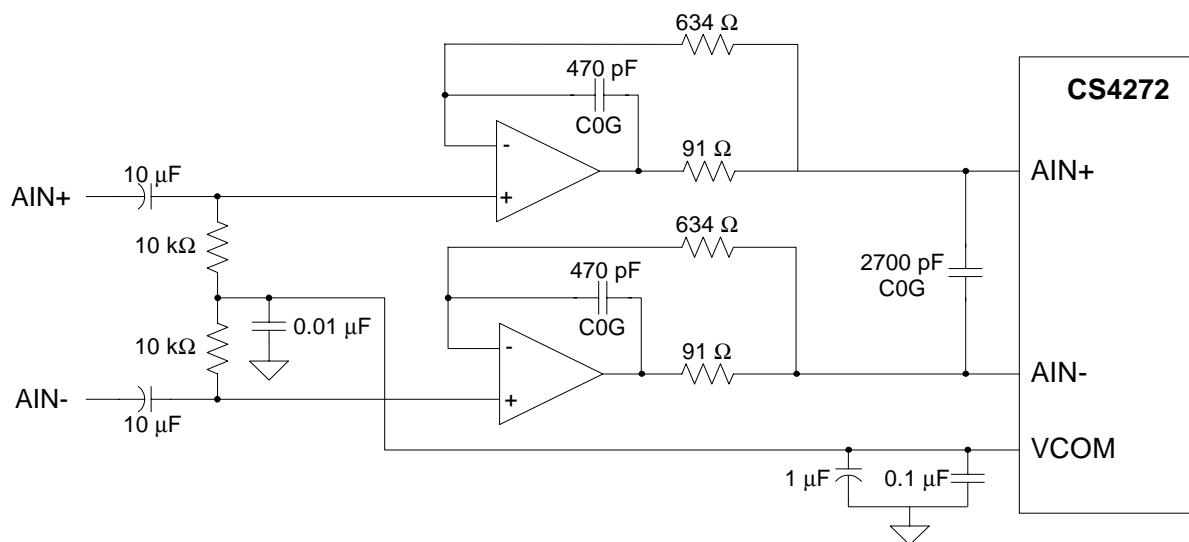 634 Ω
470 pF
C0G
CS4272
-
+
91 Ω
AIN+
10 µF
AIN+
10 kΩ
634 Ω
470 pF
C0G
2700 pF
C0G
0.01 µF
10 kΩ
-
+
91 Ω
AIN-
AIN-
10 µF
VCOM
1 µF
0.1 µF